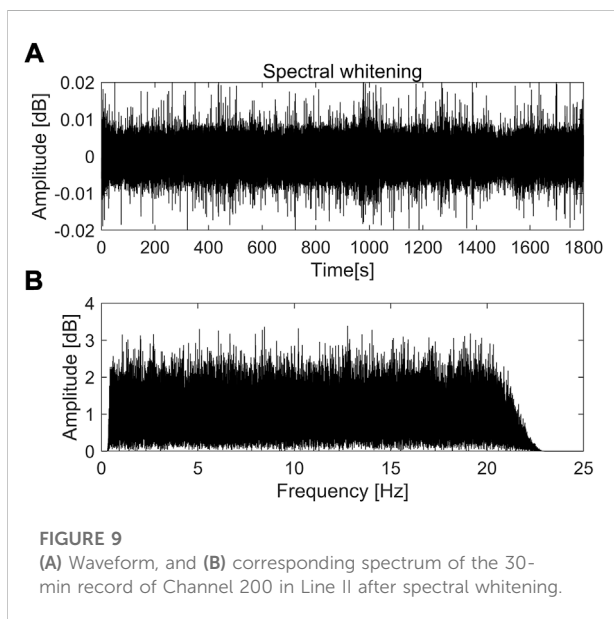 A
Spectral whitening
0.02
0.01
0
-0.01
-0.02
Amplitude [dB]
0 200 400 600 800 1000 1200 1400 1600 1800
Time[s]
B
4
3
2
1
0
Amplitude [dB]
0 5 10 15 20 25
Frequency [Hz]
FIGURE 9
(A) Waveform, and (B) corresponding spectrum of the 30-
min record of Channel 200 in Line II after spectral whitening.